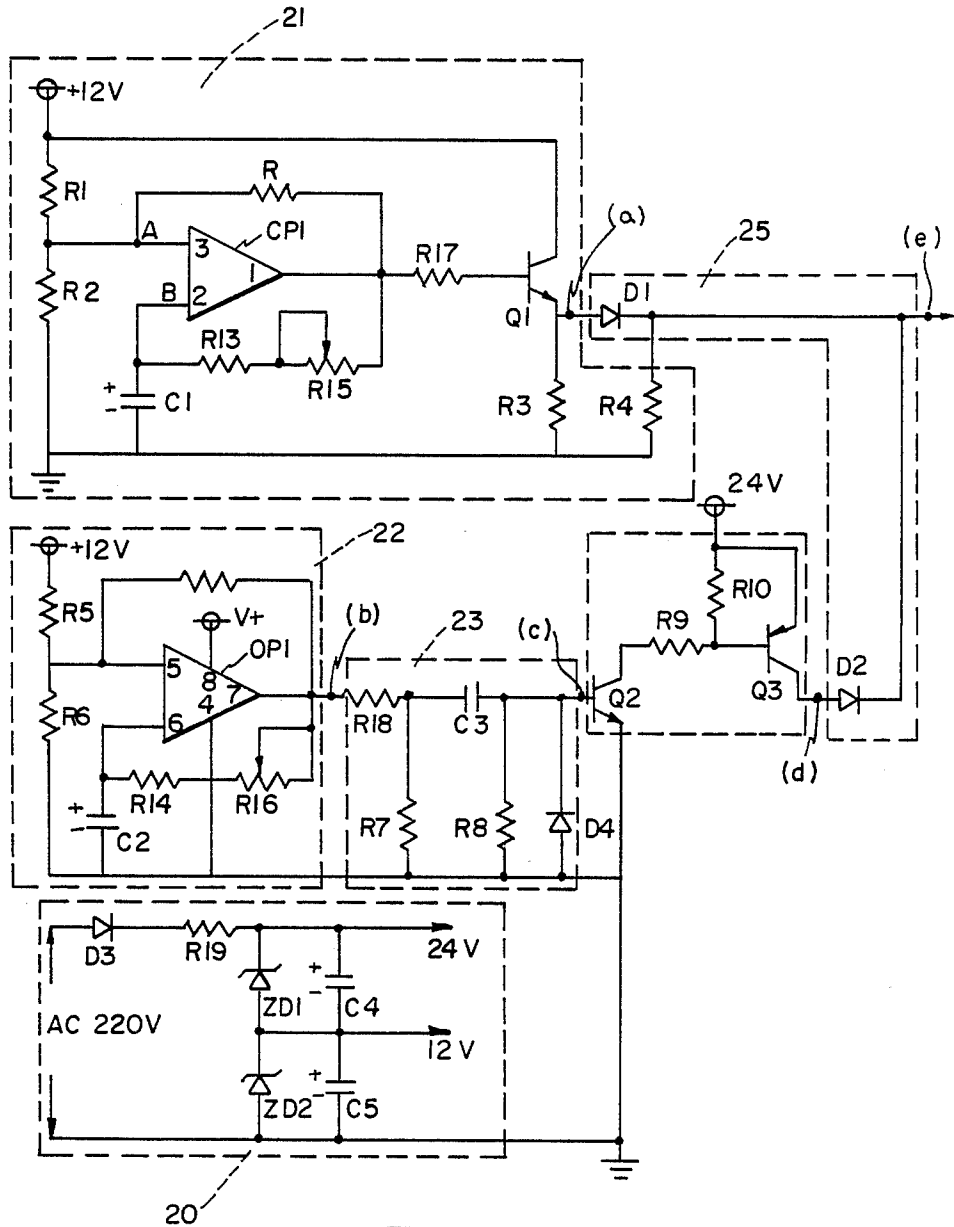 21
+12V
R
R1
A
3
CP1
(a)
25
(e)
1
R17
D1
R2
B
2
Q1
R13
R15
+
-
C1
R3
R4
24V
+12V
22
R5
V+
(b)
23
(c)
R10
R9
OP1
5
8
7
D2
R6
4
6
R18
C3
Q2
Q3
R14
R16
(d)
+
-
C2
R7
R8
D4
D3
R19
24V
+
-
ZD1
C4
AC 220V
12V
+
-
ZD2
C5
20